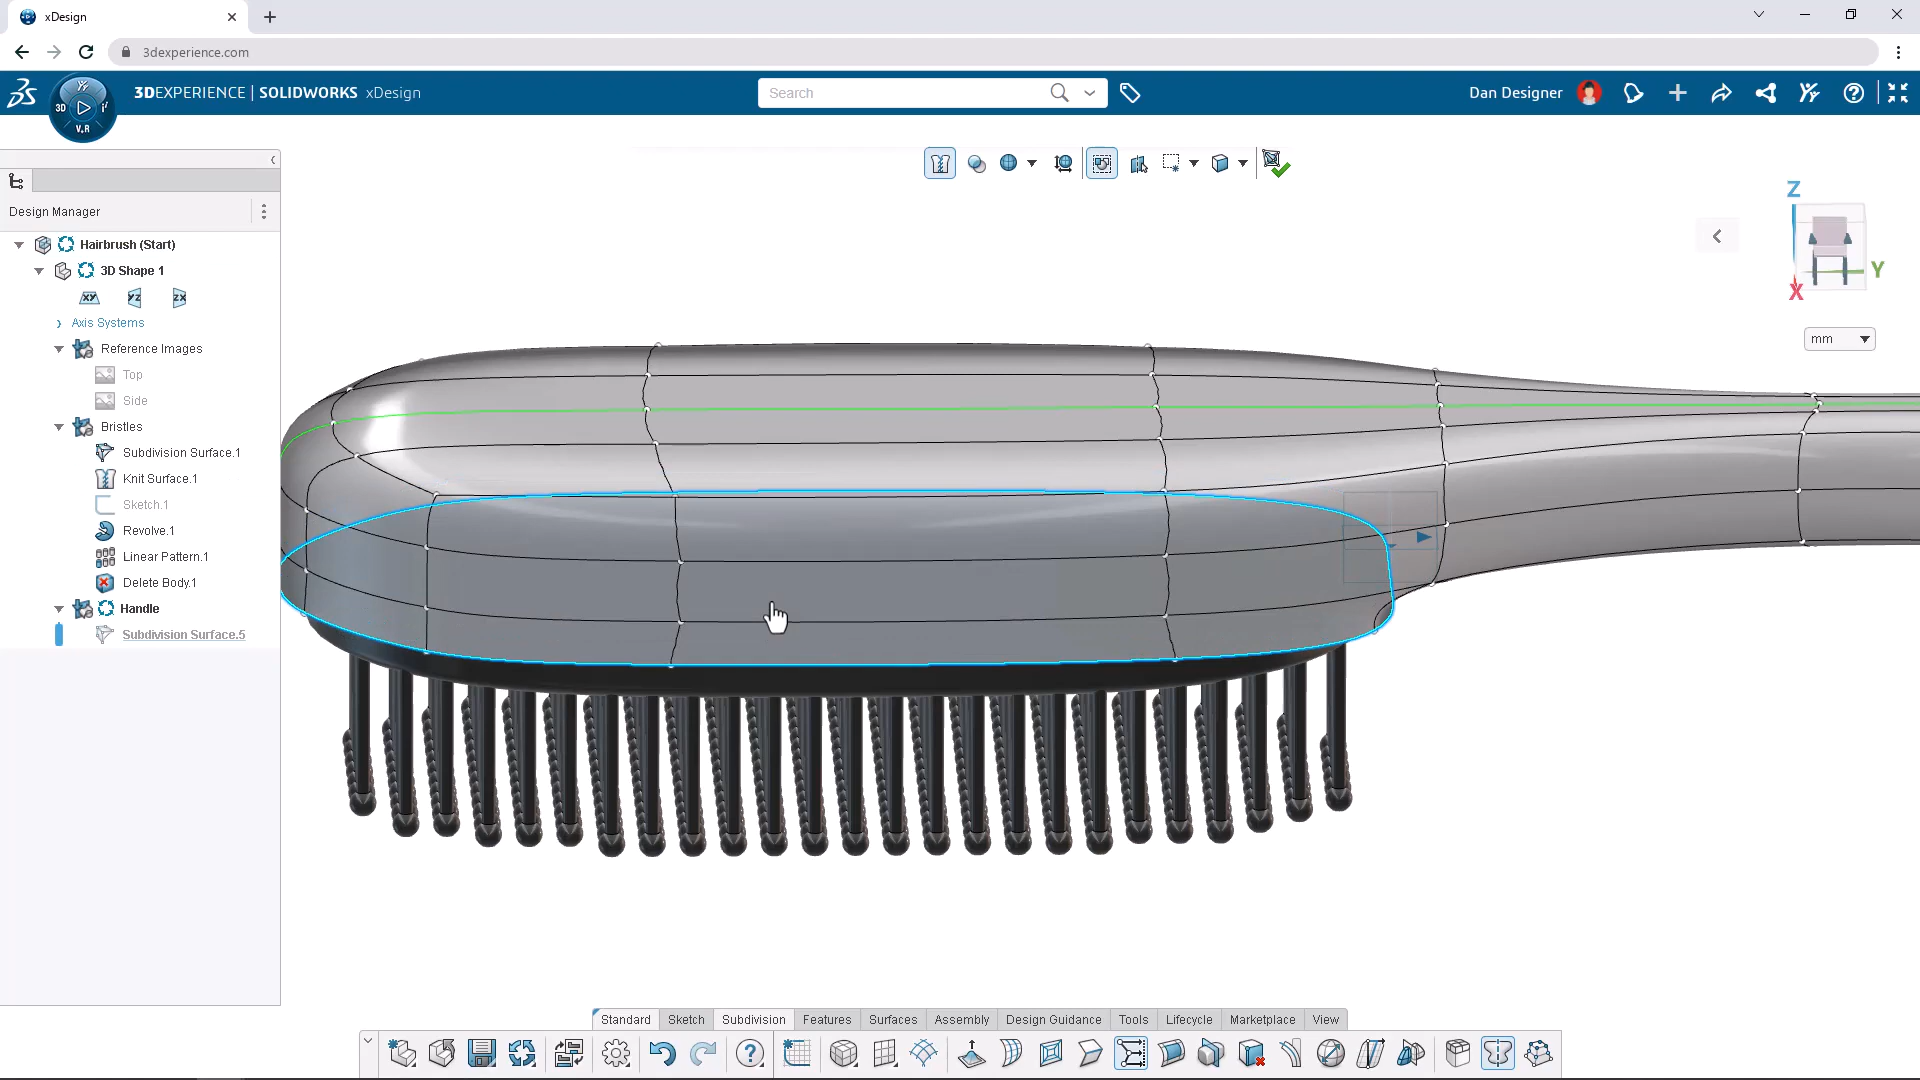 xDesign
3dexperience.com
3DEXPERIENCE | SOLIDWORKS xDesign
Search
Dan Designer
3D
V.R
Design Manager
Hairbrush (Start)
3D Shape 1
XY YZ ZX
Axis Systems
Reference Images
Top
Side
Bristles
Subdivision Surface.1
Knit Surface.1
Sketch.1
Revolve.1
Linear Pattern.1
Delete Body.1
Handle
Subdivision Surface.5
Z
Y
X
mm
Standard Sketch Subdivision Features Surfaces Assembly Design Guidance Tools Lifecycle Marketplace View